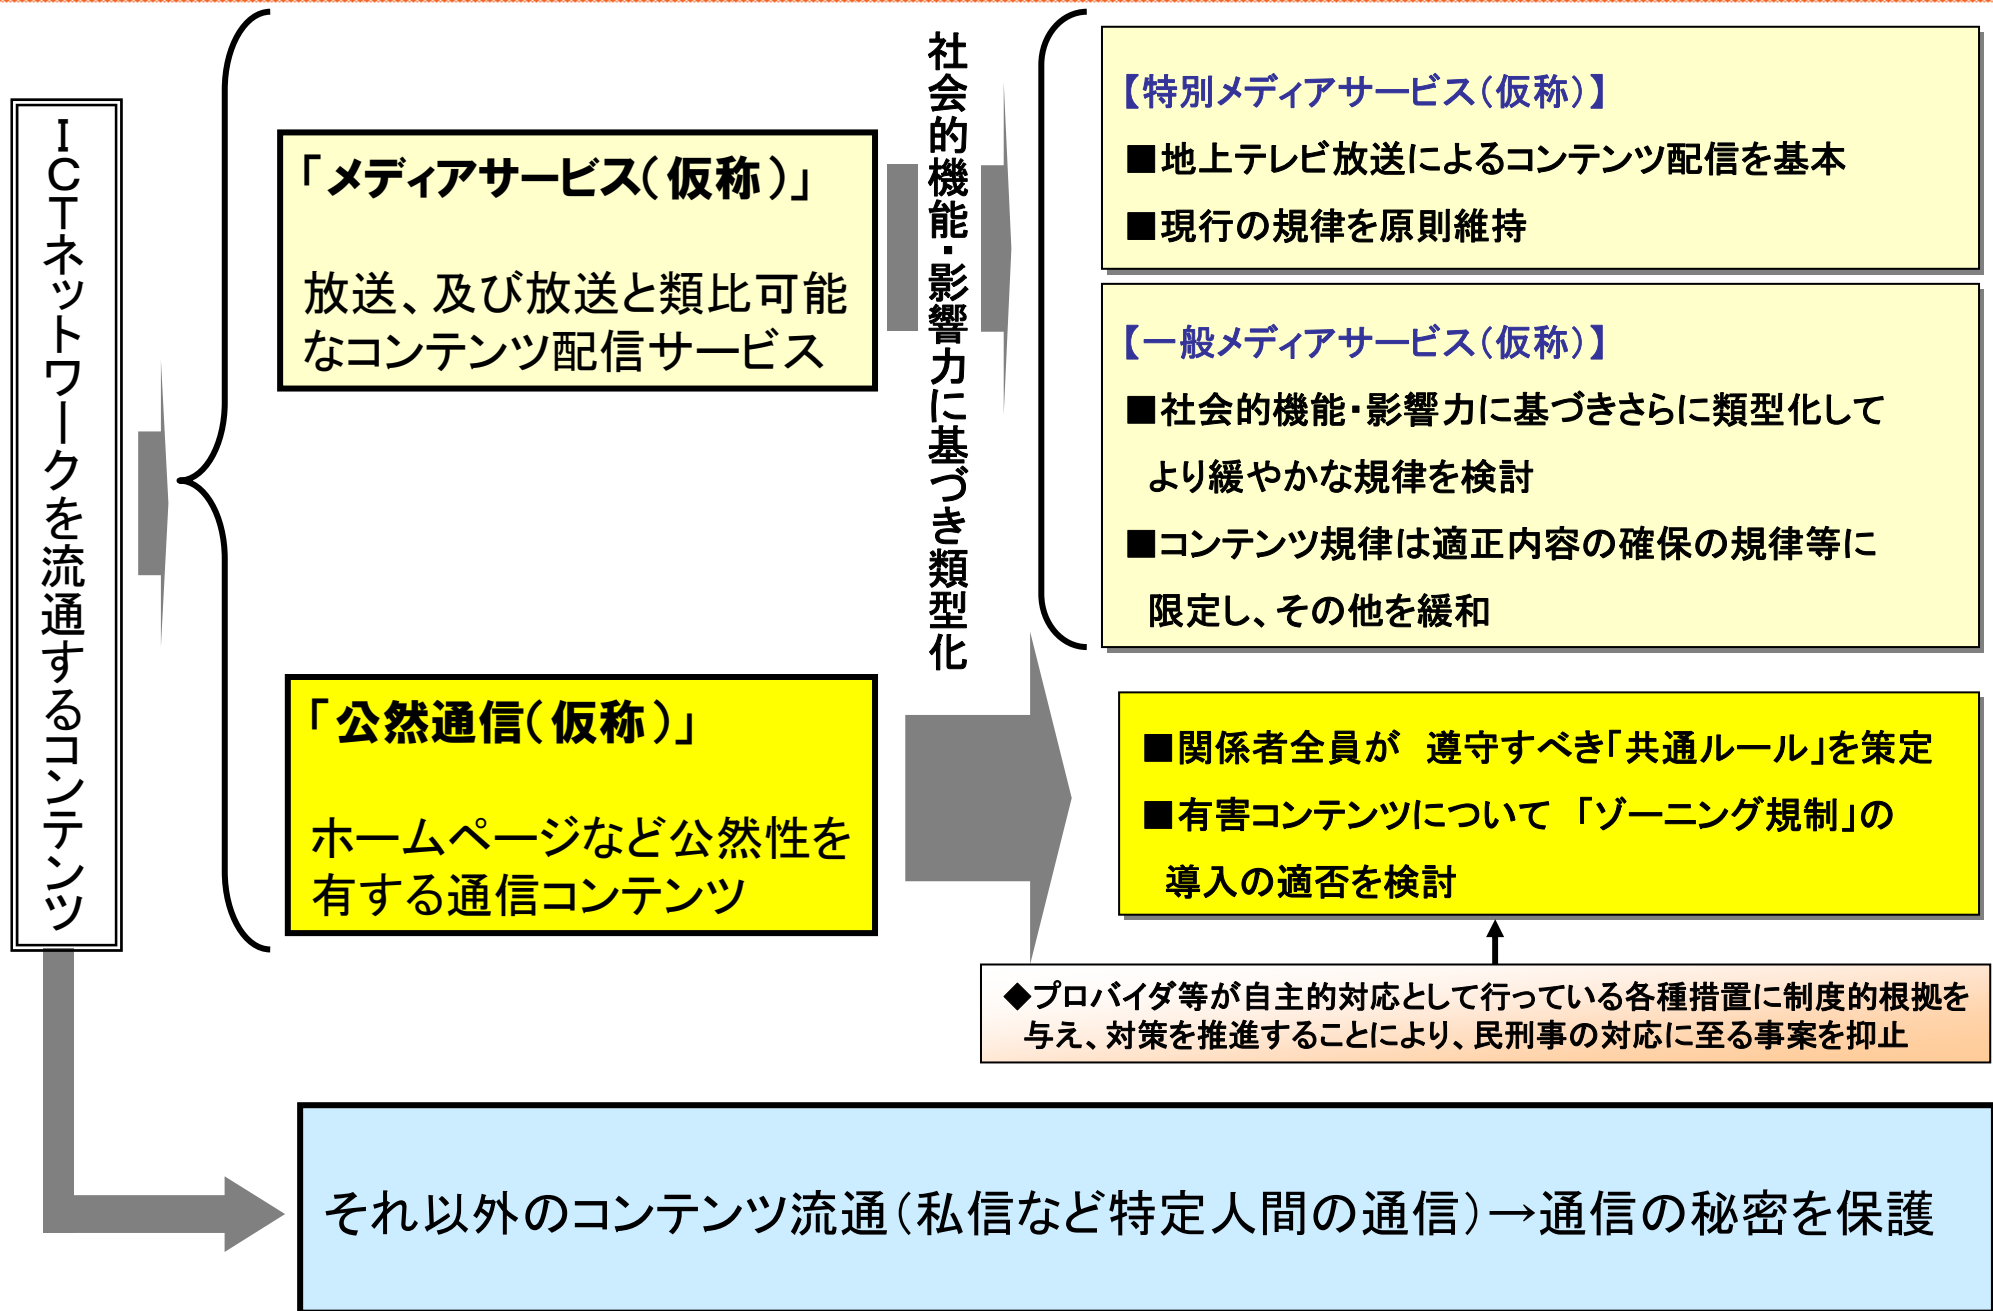 ICTネットワークを流通するコンテンツ
「メディアサービス(仮称)」
放送、及び放送と類比可能
なコンテンツ配信サービス
社会的機能・影響力に基づき類型化
【特別メディアサービス(仮称)】
■地上テレビ放送によるコンテンツ配信を基本
■現行の規律を原則維持
【一般メディアサービス(仮称)】
■社会的機能・影響力に基づきさらに類型化して
より緩やかな規律を検討
■コンテンツ規律は適正内容の確保の規律等に
限定し、その他を緩和
「公然通信(仮称)」
ホームページなど公然性を
有する通信コンテンツ
■関係者全員が 遵守すべき「共通ルール」を策定
■有害コンテンツについて 「ゾーニング規制」の
導入の適否を検討
◆プロバイダ等が自主的対応として行っている各種措置に制度的根拠を
与え、対策を推進することにより、民刑事の対応に至る事案を抑止
それ以外のコンテンツ流通(私信など特定人間の通信)→通信の秘密を保護